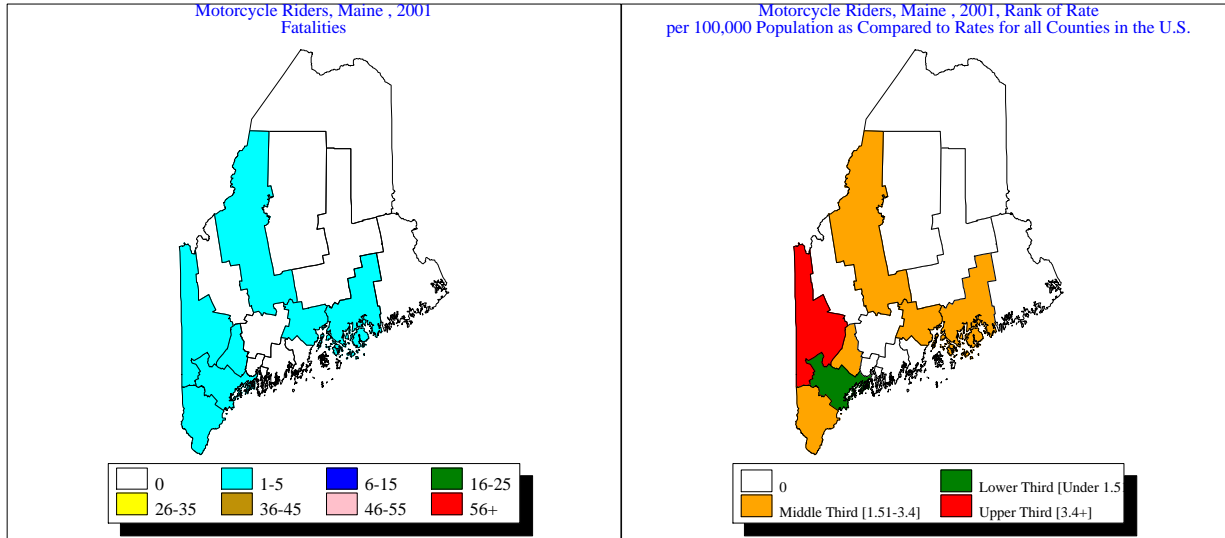 Motorcycle Riders, Maine , 2001
Fatalities
0
1-5
6-15
16-25
26-35
36-45
46-55
56+
Motorcycle Riders, Maine , 2001, Rank of Rate
per 100,000 Population as Compared to Rates for all Counties in the U.S.
0
Lower Third [Under 1.5
Middle Third [1.51-3.4]
Upper Third [3.4+]